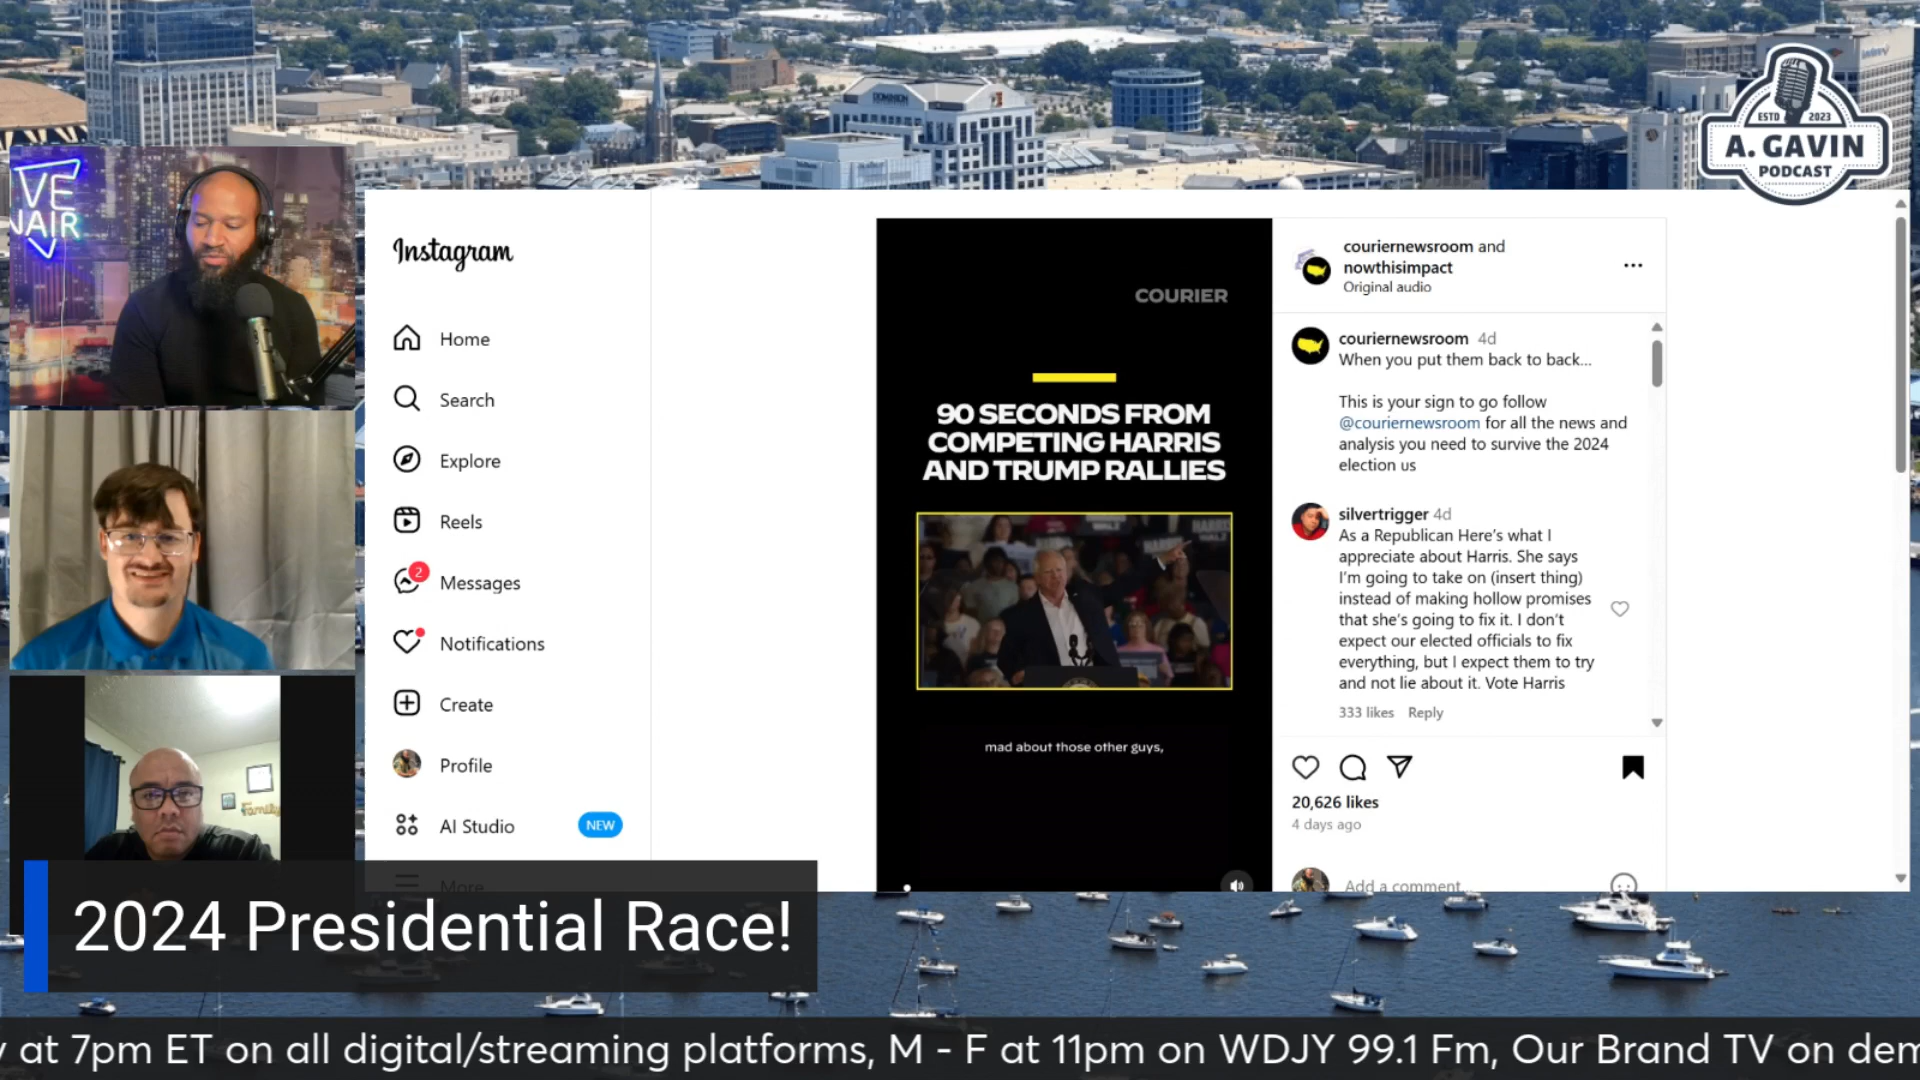 DOMINION
ESTD 2023
A. GAVIN
PODCAST
VE
NAIR
Instagram
Home
Search
Explore
Reels
2
Messages
Notifications
Create
Profile
AI Studio
NEW
More
COURIER
90 SECONDS FROM
COMPETING HARRIS
AND TRUMP RALLIES
HARRIS
WALZ
mad about those other guys,
couriernewsroom and
nowthisimpact
Original audio
couriernewsroom 4d
When you put them back to back...
This is your sign to go follow
@couriernewsroom for all the news and
analysis you need to survive the 2024
election us
silvertrigger 4d
As a Republican Here’s what I
appreciate about Harris. She says
I’m going to take on (insert thing)
instead of making hollow promises
that she’s going to fix it. I don’t
expect our elected officials to fix
everything, but I expect them to try
and not lie about it. Vote Harris
333 likes Reply
20,626 likes
4 days ago
Add a comment...
Family
2024 Presidential Race!
y at 7pm ET on all digital/streaming platforms, M - F at 11pm on WDJY 99.1 Fm, Our Brand TV on dem